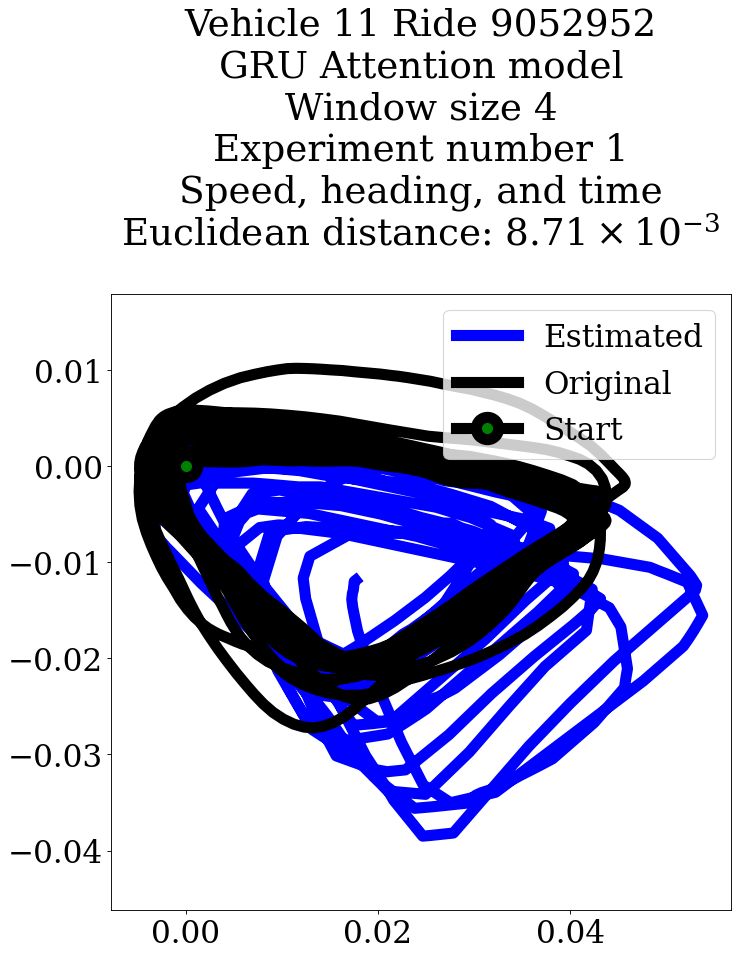 Vehicle 11 Ride 9052952
GRU Attention model
Window size 4
Experiment number 1
Speed, heading, and time
Euclidean distance: 8.71 × 10⁻³
Estimated
Original
Start
0.01
0.00
−0.01
−0.02
−0.03
−0.04
0.00 0.02 0.04